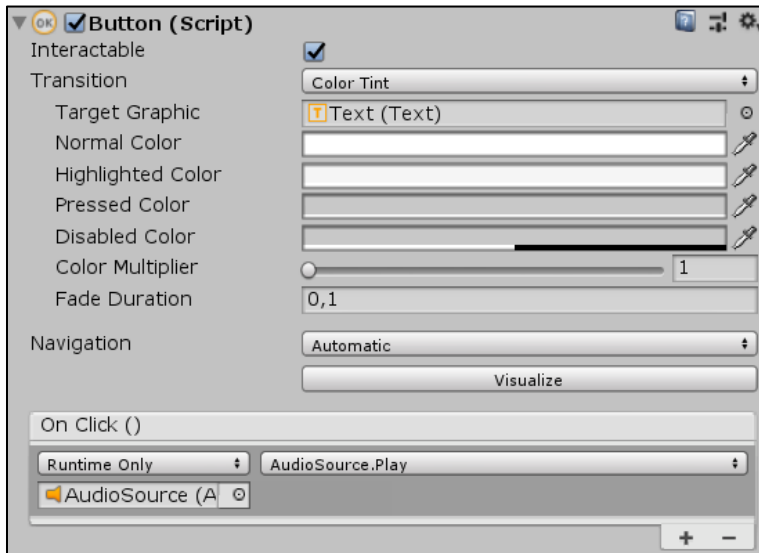 OK Button (Script)
Interactable
Transition Color Tint
Target Graphic T Text (Text)
Normal Color
Highlighted Color
Pressed Color
Disabled Color
Color Multiplier 1
Fade Duration 0,1
Navigation Automatic
Visualize
On Click ()
Runtime Only AudioSource.Play
AudioSource (A